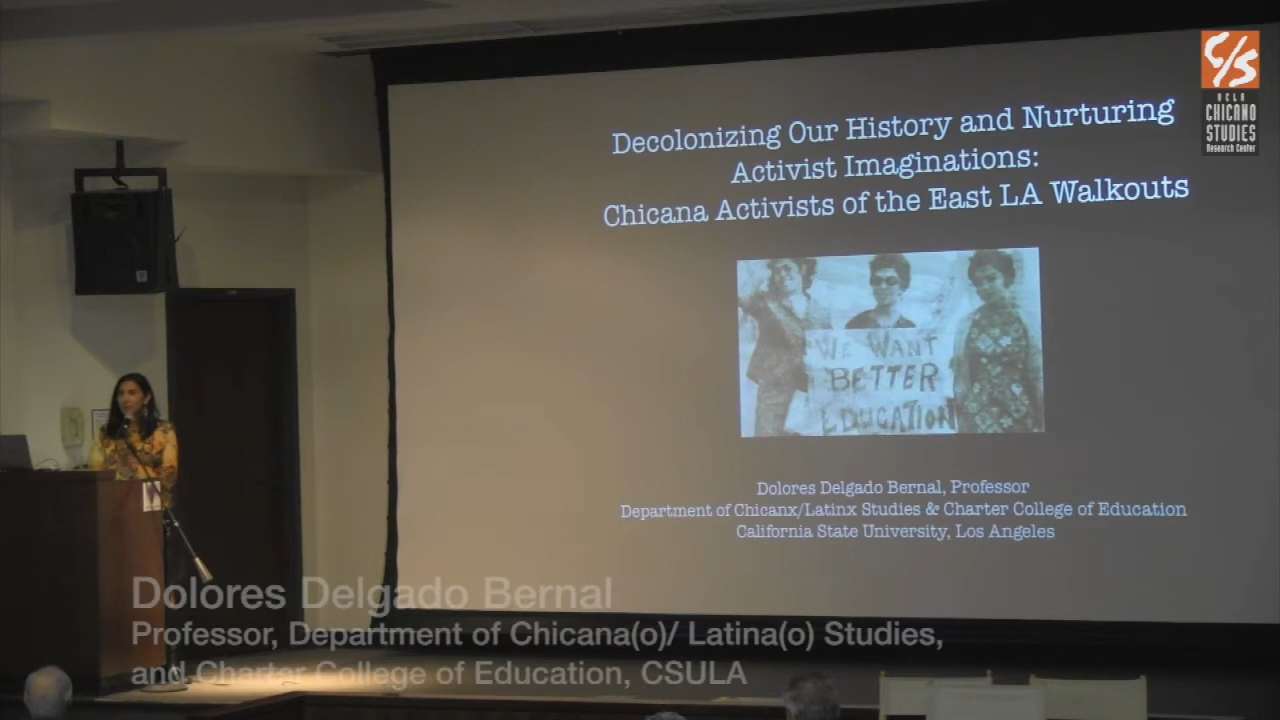 C/S
UCLA
CHICANO
STUDIES
Research Center
Decolonizing Our History and Nurturing
Activist Imaginations:
Chicana Activists of the East LA Walkouts
WE WANT
BETTER
EDUCATION
Dolores Delgado Bernal, Professor
Department of Chicanx/Latinx Studies & Charter College of Education
California State University, Los Angeles
Dolores Delgado Bernal
Professor, Department of Chicana(o)/ Latina(o) Studies,
and Charter College of Education, CSULA